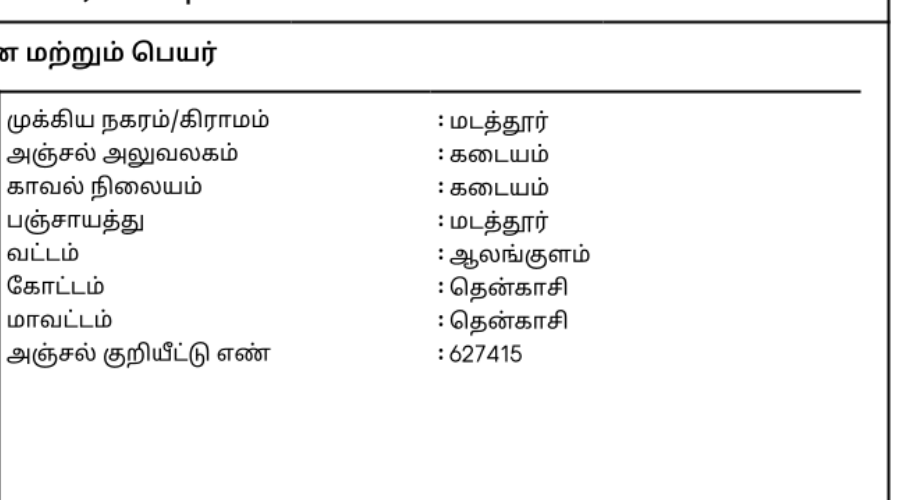 மற்றும் பெயர்
முக்கிய நகரம்/கிராமம் : மடத்தூர்
அஞ்சல் அலுவலகம் : கடையம்
காவல் நிலையம் : கடையம்
பஞ்சாயத்து : மடத்தூர்
வட்டம் : ஆலங்குளம்
கோட்டம் : தென்காசி
மாவட்டம் : தென்காசி
அஞ்சல் குறியீட்டு எண் : 627415